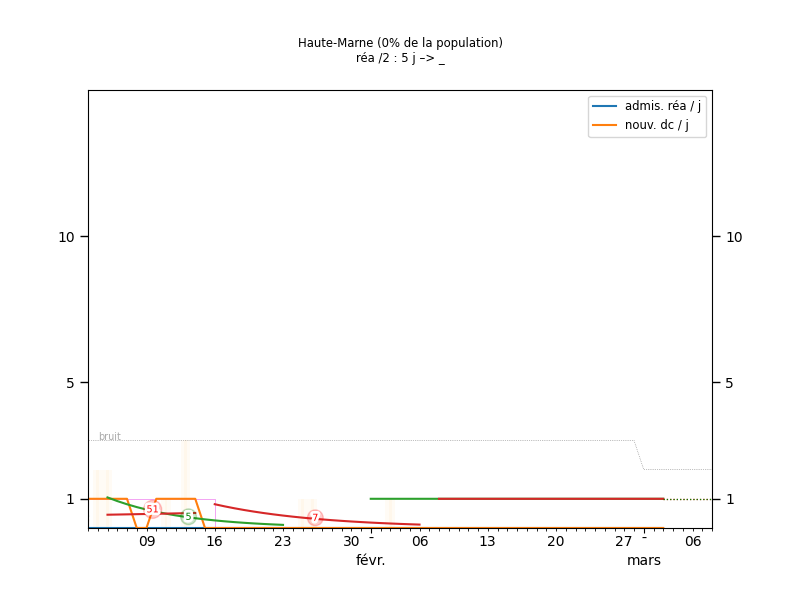 Haute-Marne (0% de la population)
réa /2 : 5 j –> _
admis. réa / j
nouv. dc / j
10 10
5 5
bruit
1 1
51 5 7
09 16 23 30 - 06 13 20 27 - 06
févr. mars